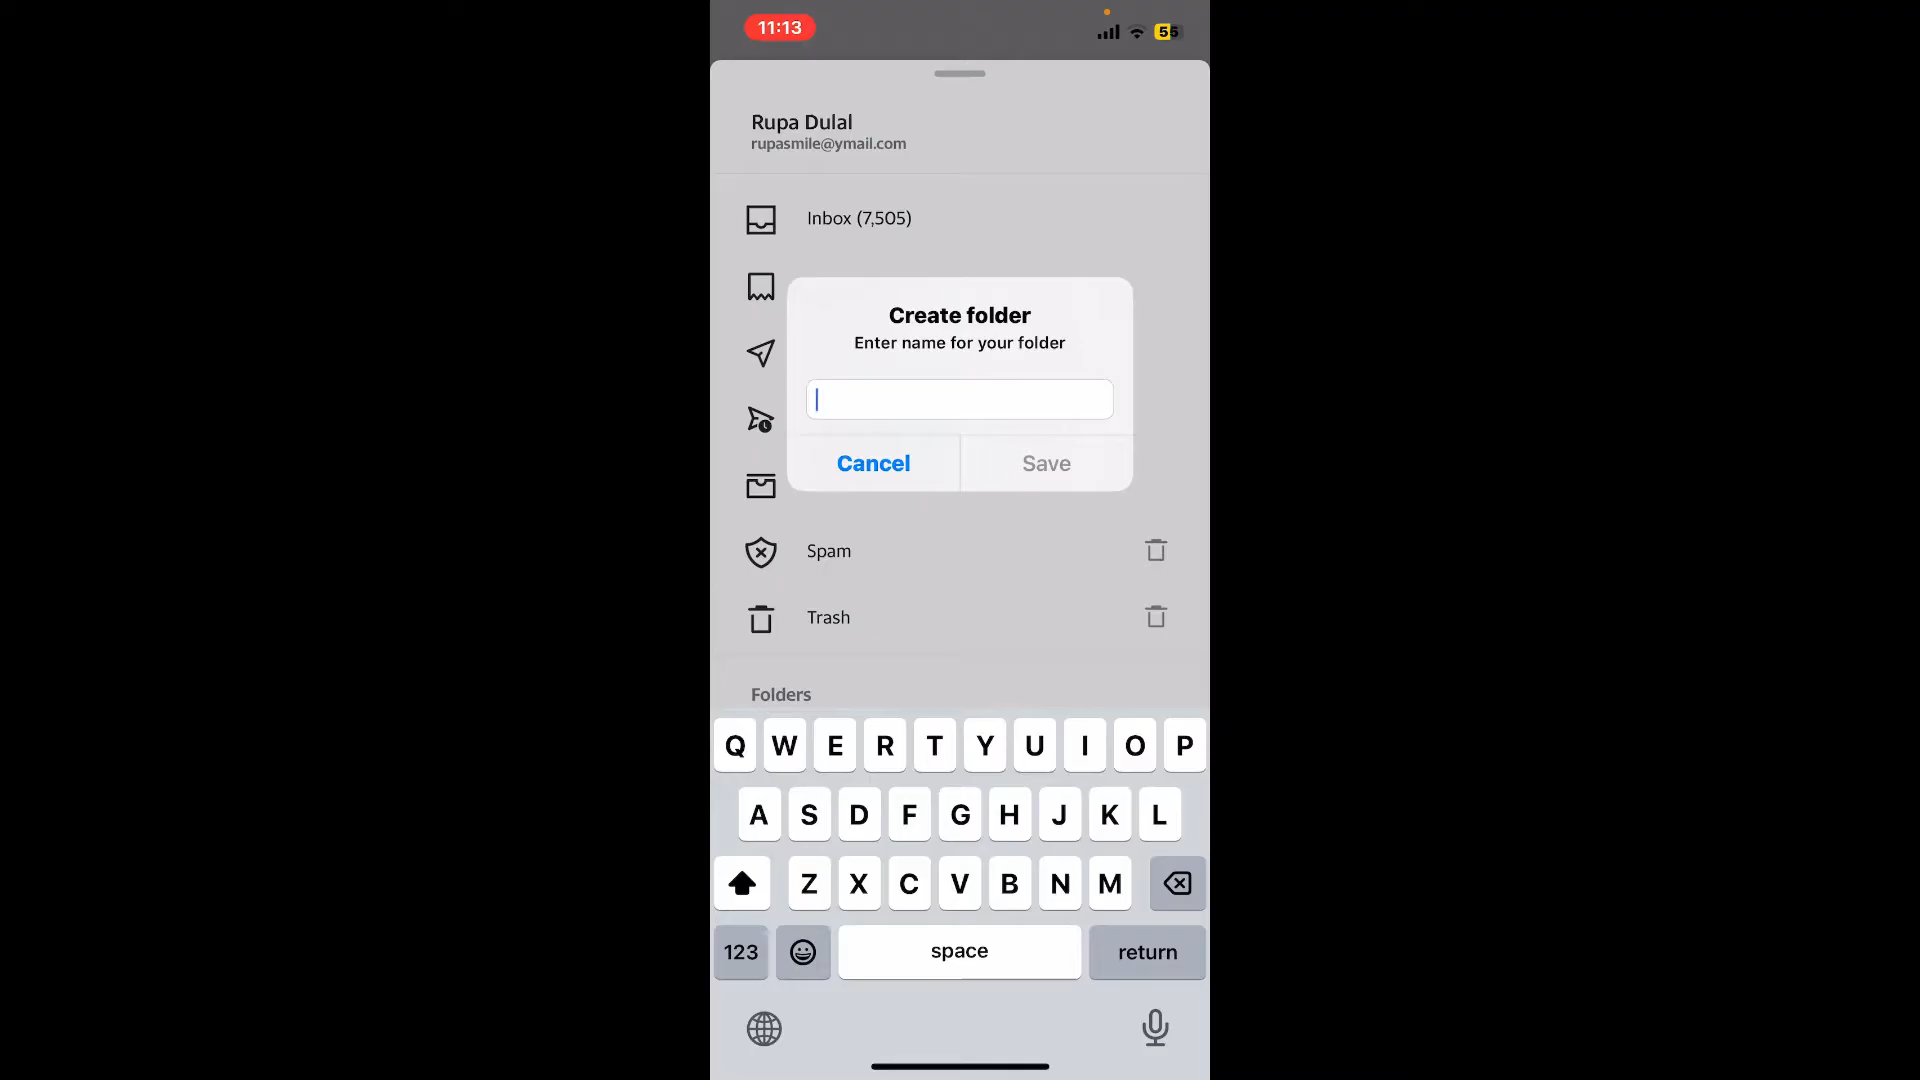 11:13
55
Rupa Dulal
rupasmile@ymail.com
Inbox (7,505)
Create folder
Enter name for your folder
Cancel
Save
Spam
Trash
Folders
Q W E R T Y U I O P
A S D F G H J K L
Z X C V B N M
123
space
return